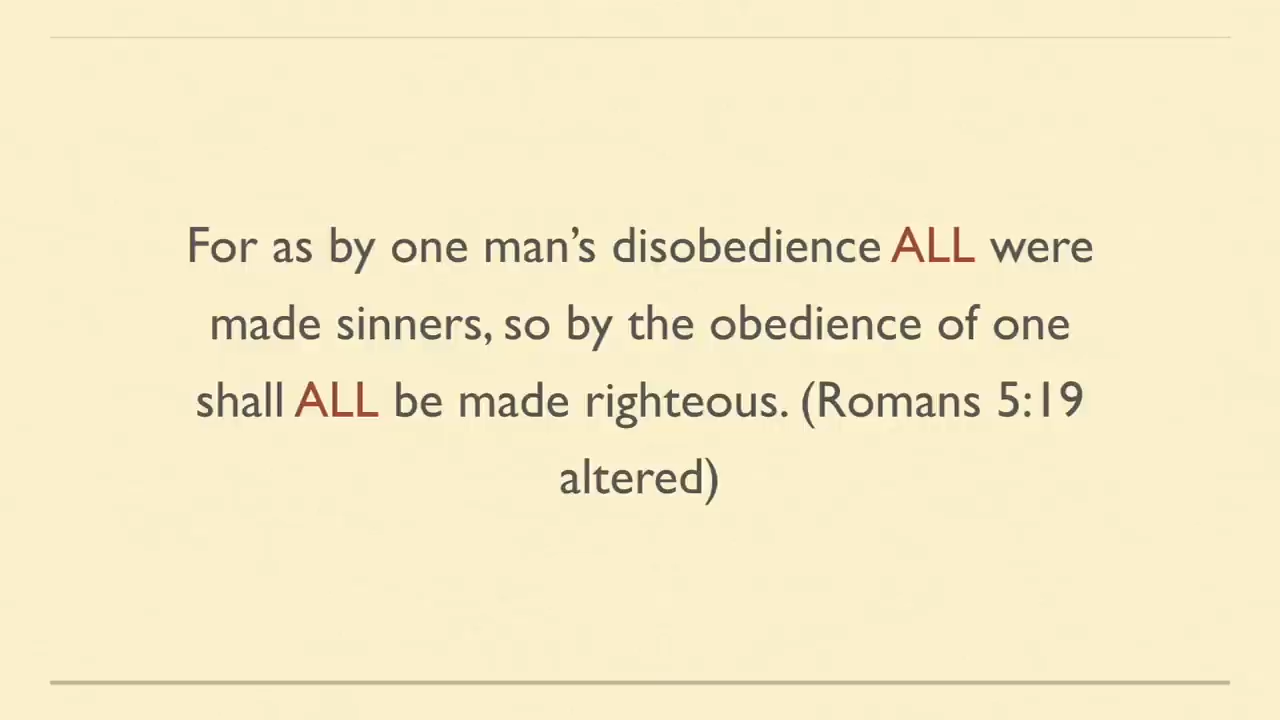 For as by one man’s disobedience ALL were
made sinners, so by the obedience of one
shall ALL be made righteous. (Romans 5:19
altered)